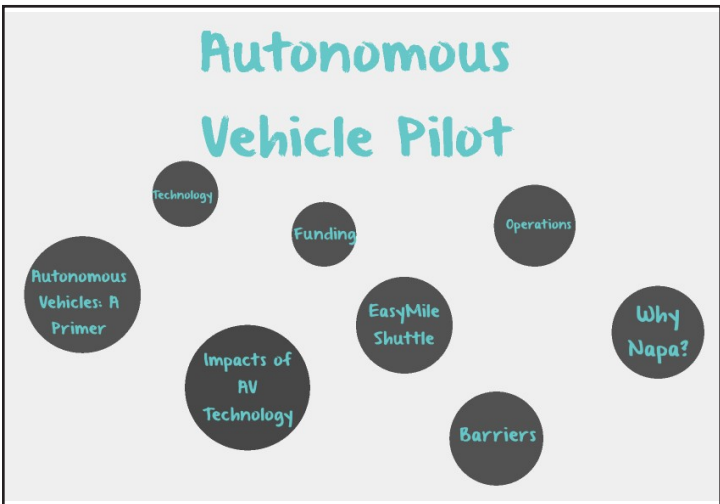 Autonomous
Vehicle Pilot
Technology
Funding
Operations
Autonomous
Vehicles: A
Primer
EasyMile
Shuttle
Why
Napa?
Impacts of
AV
Technology
Barriers